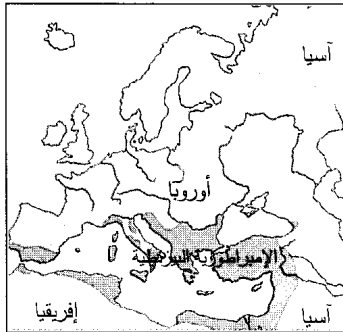 آسيا
أوروبا
الإمبراطورية البيزنطية
إفريقيا
آسيا